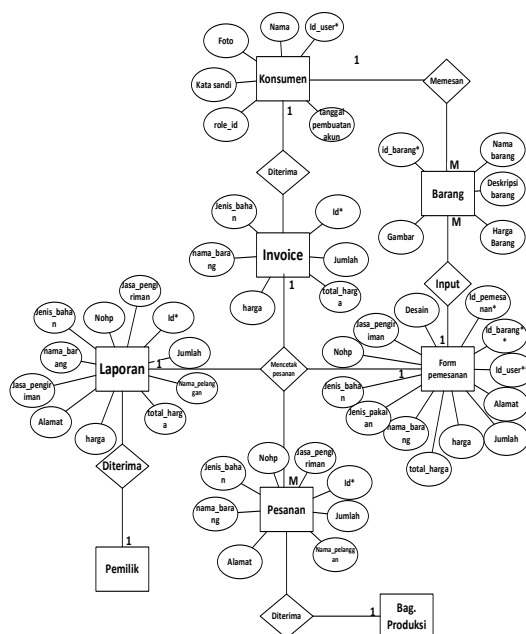 Nama
Id_user*
Foto
Konsumen
1
Memesan
Kata sandi
1
role_id
tanggal
pembuatan
akun
Diterima
id_barang*
Nama
barang
M
Barang
Deskripsi
barang
M
Gambar
Harga
Barang
Jenis_baha
n
Id*
Invoice
nama_bara
ng
Jumlah
1
harga
total_harg
a
Input
Jasa_pengi
riman
Jenis_baha
n
Nohp
Id*
Desain
Id_pemesa
nan*
Jasa_pengir
iman
Id_barang*
*
nama_bar
ang
Jumlah
Nohp
1
Laporan
1
Mencetak
pesanan
1
Form
pemesanan
Id_user**
Jasa_pengir
iman
Nama_pelang
gan
Jenis_baha
n
Alamat
Alamat
harga
total_harg
a
Jenis_pakai
an
nama_bara
ng
harga
Jumlah
total_harga
Diterima
Jenis_baha
n
Nohp
Jasa_pengi
riman
M
Id*
nama_bara
ng
Pesanan
Jumlah
Alamat
Nama_pelangg
an
1
Pemilik
Diterima
1
Bag.
Produksi